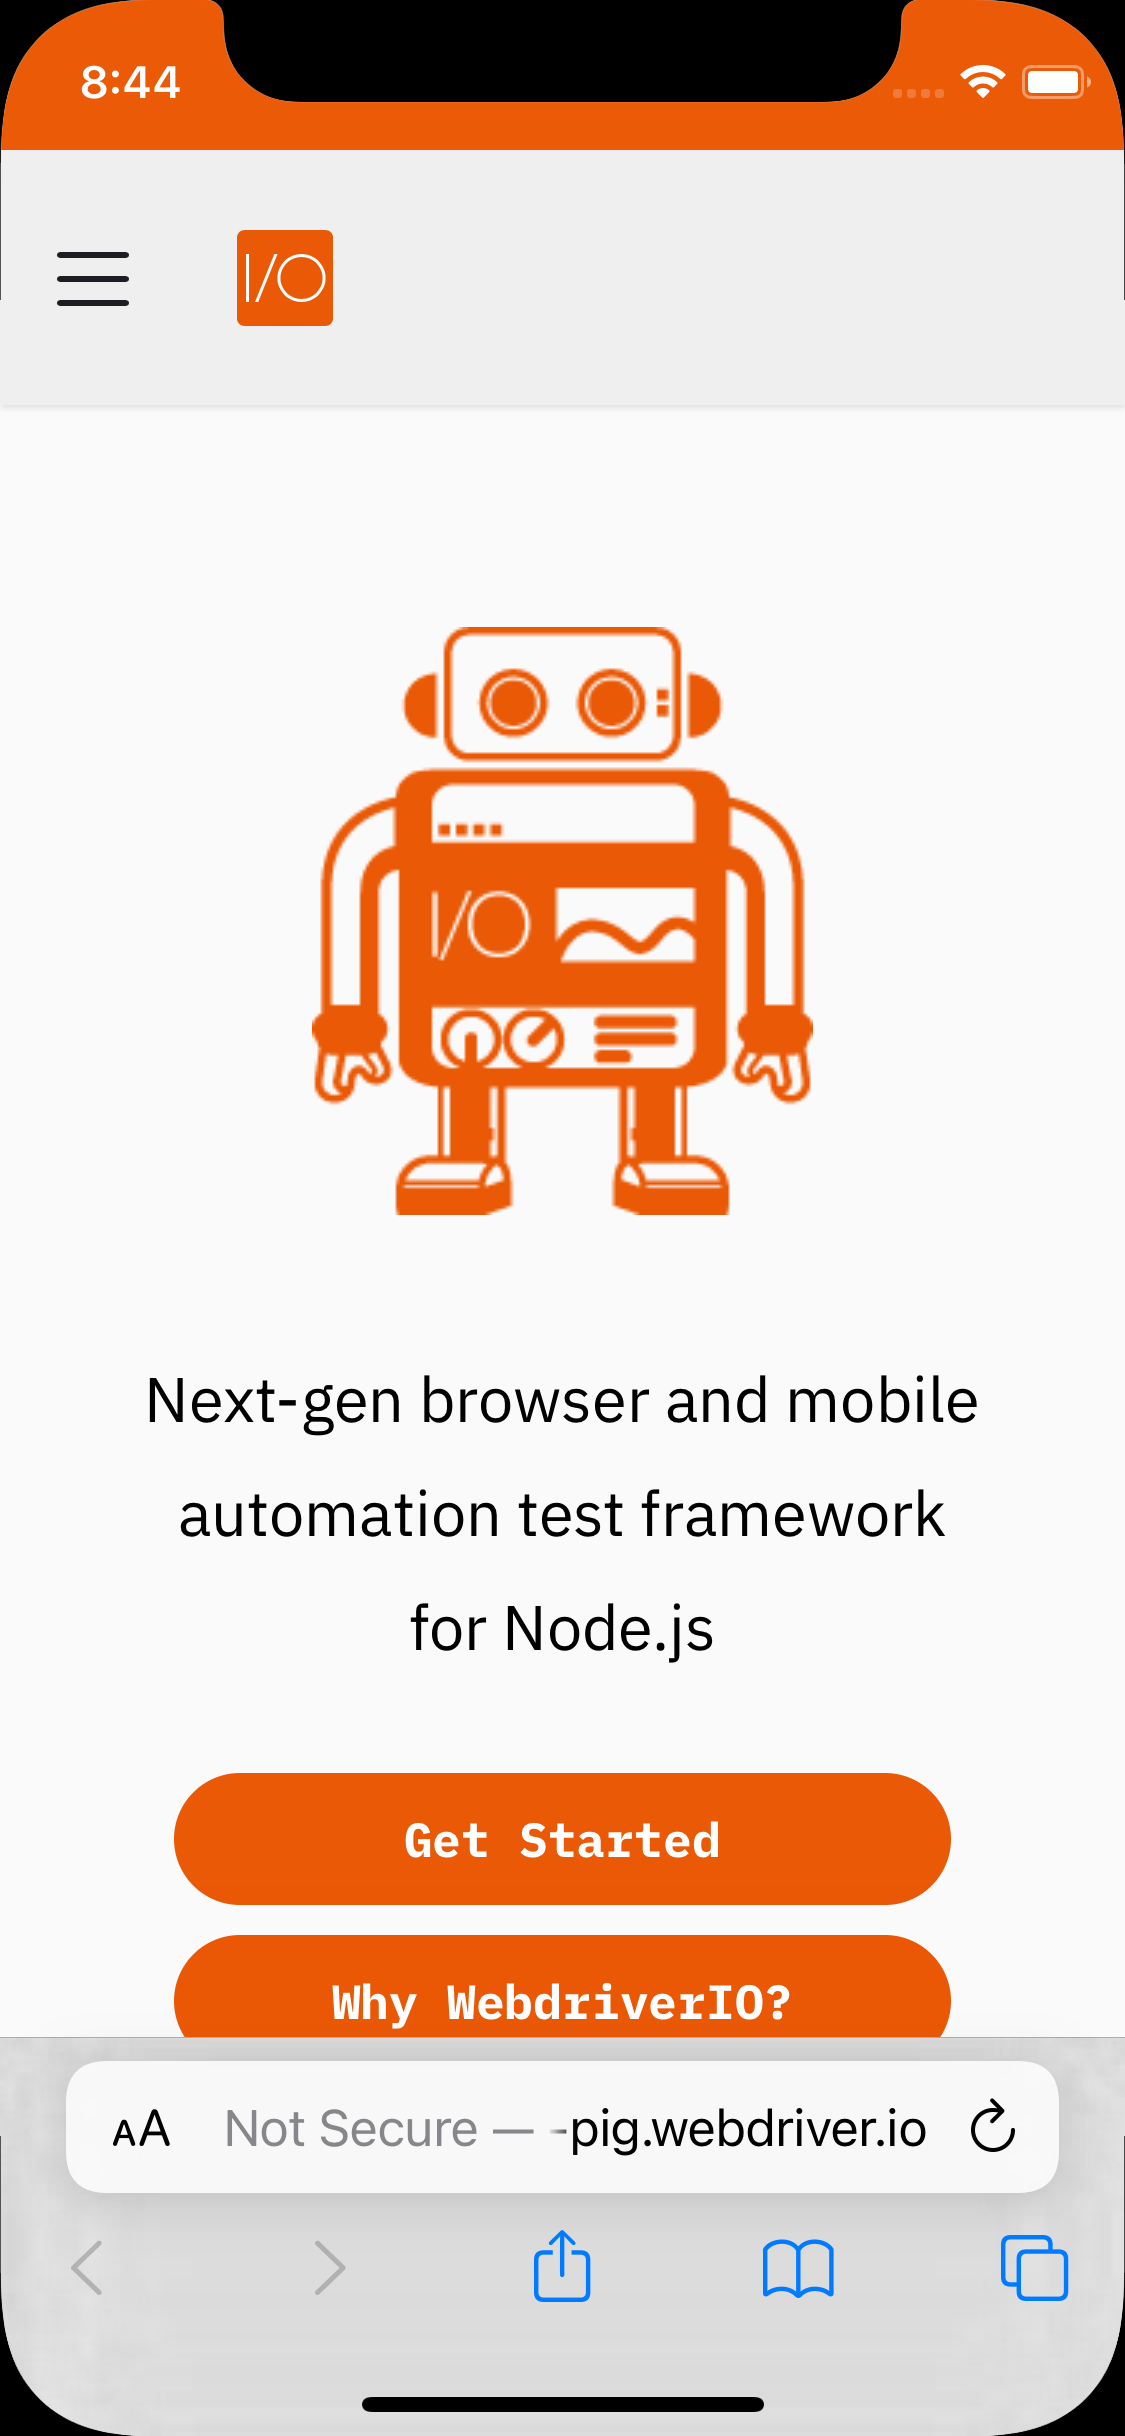 8:44
I/O
I/O
Next-gen browser and mobile
automation test framework
for Node.js
Get Started
Why WebdriverIO?
AA Not Secure — -pig.webdriver.io